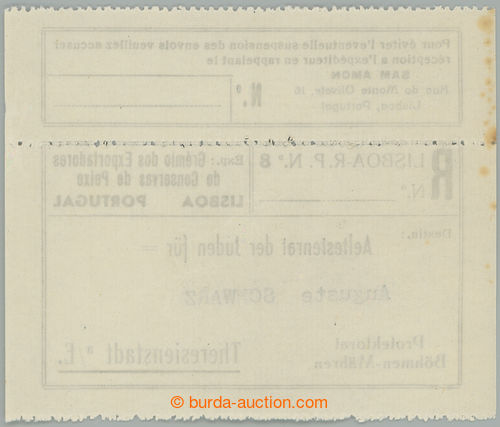 Pour éviter l'eventuelle suspension des envois veuillez accuser
réception a l'expéditeur en rappelant le
SAM AMON
Rua do Monte Olivete, 16
Lisboa, Portugal
N.º
R
LISBOA-R.P. N.º 8
N.º
Exp.: Grémio dos Exportadores
de Conservas de Peixe
LISBOA PORTUGAL
Destin.:
Aeltestenrat der Juden für =
Auguste SCHWARZ
Protektorat
Böhmen-Mähren
Theresienstadt a/E.
© burda-auction.com